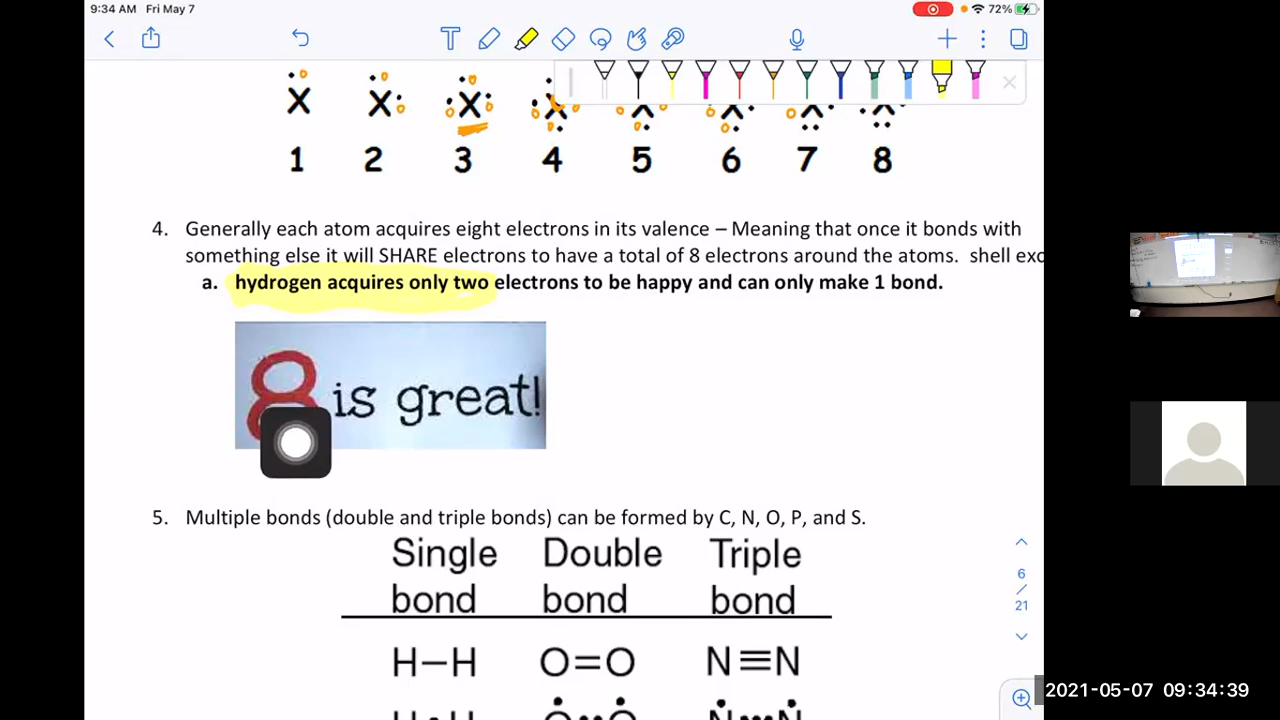 9:34 AM Fri May 7
72%
X X X X X X X X
1 2 3 4 5 6 7 8
4. Generally each atom acquires eight electrons in its valence – Meaning that once it bonds with
something else it will SHARE electrons to have a total of 8 electrons around the atoms. shell exc
a. hydrogen acquires only two electrons to be happy and can only make 1 bond.
8 is great!
5. Multiple bonds (double and triple bonds) can be formed by C, N, O, P, and S.
Single Double Triple
bond bond bond
H−H O=O N≡N
6
/
21
2021-05-07 09:34:39